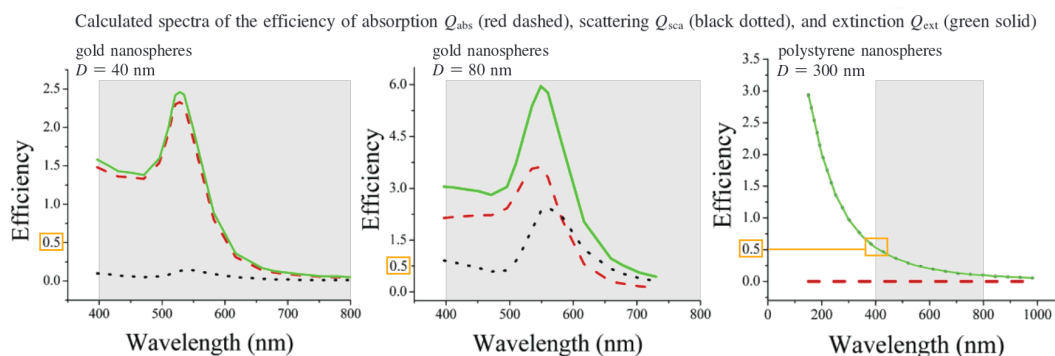 Calculated spectra of the efficiency of absorption Qabs (red dashed), scattering Qsca (black dotted), and extinction Qext (green solid)
gold nanospheres
D = 40 nm
2.5
2.0
1.5
1.0
0.5
0.0
Efficiency
400 500 600 700 800
Wavelength (nm)
gold nanospheres
D = 80 nm
6.0
4.5
3.0
1.5
0.5
0.0
Efficiency
400 500 600 700 800
Wavelength (nm)
polystyrene nanospheres
D = 300 nm
3.5
3.0
2.5
2.0
1.5
1.0
0.5
0.0
Efficiency
0 200 400 600 800 1000
Wavelength (nm)